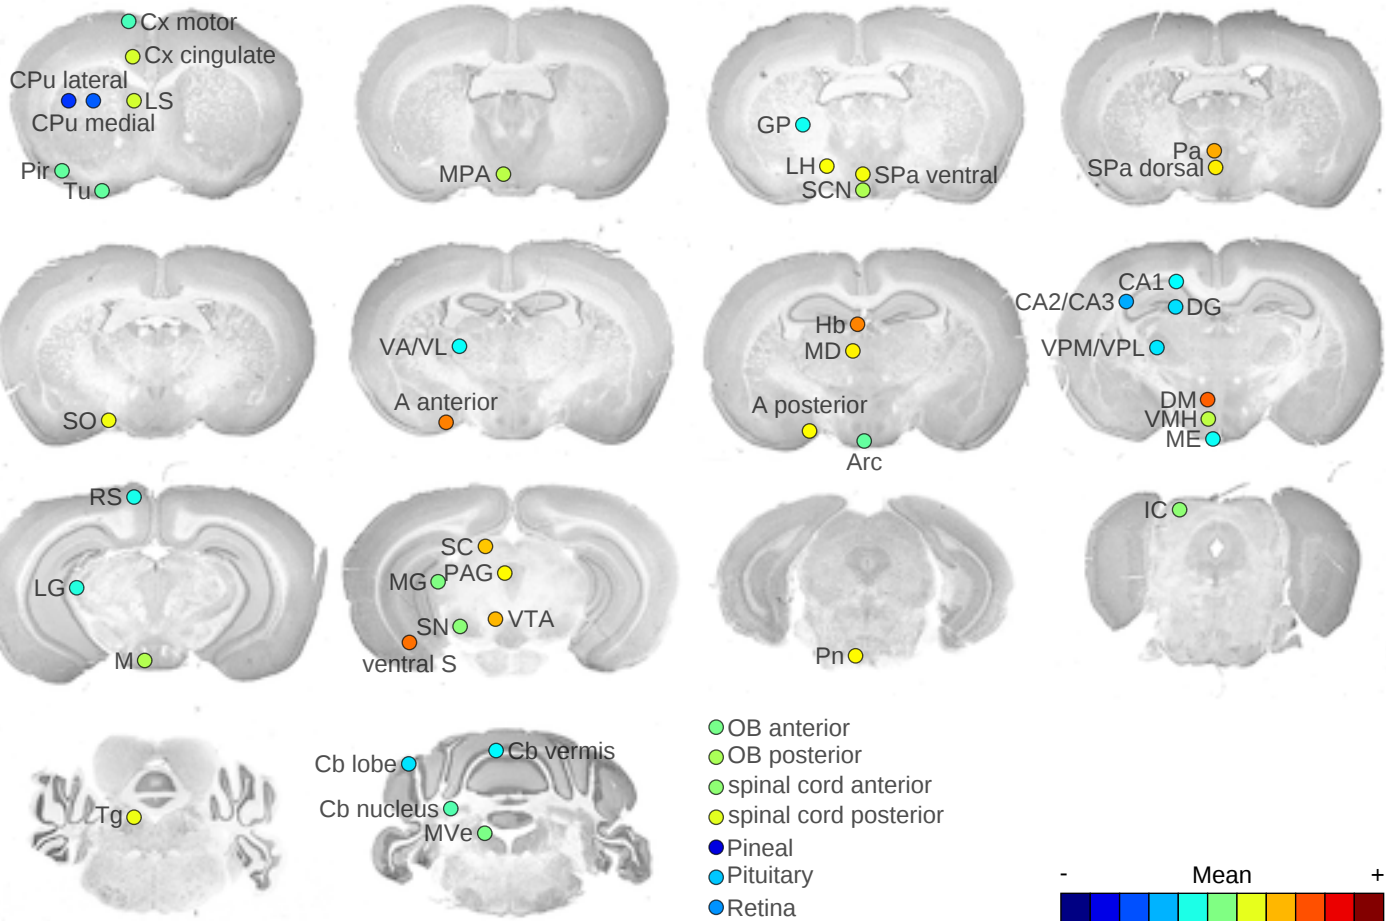 Cx motor
Cx cingulate
CPu lateral
LS
CPu medial
Pir
Tu
MPA
GP
LH
SPa ventral
SCN
Pa
SPa dorsal
SO
VA/VL
A anterior
Hb
MD
A posterior
Arc
CA1
CA2/CA3
DG
VPM/VPL
DM
VMH
ME
RS
LG
M
SC
PAG
MG
VTA
SN
ventral S
Pn
IC
Tg
Cb vermis
Cb lobe
Cb nucleus
MVe
OB anterior
OB posterior
spinal cord anterior
spinal cord posterior
Pineal
Pituitary
Retina
- Mean +